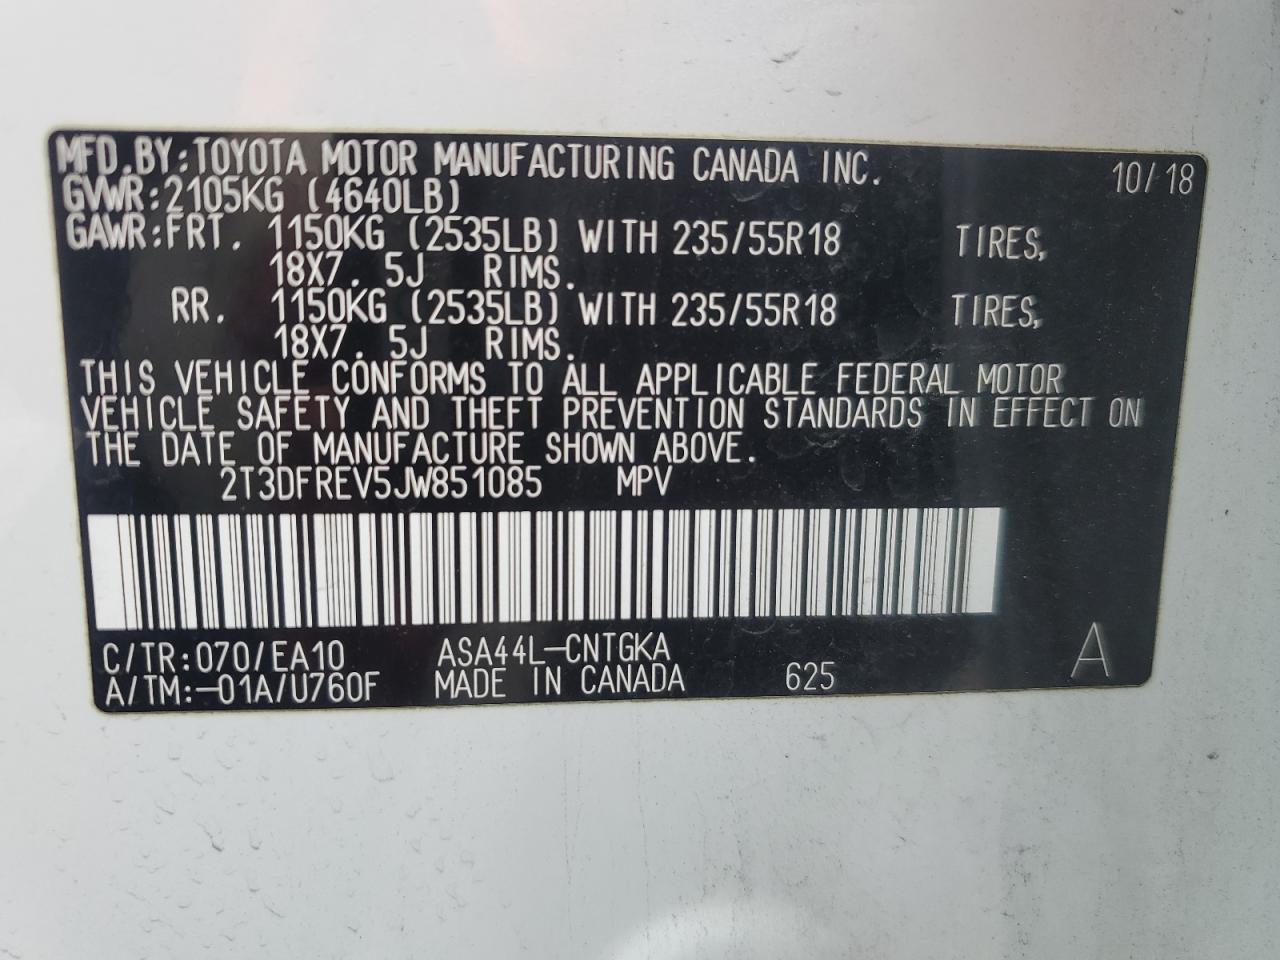 MFD.BY:TOYOTA MOTOR MANUFACTURING CANADA INC. 10/18
GVWR:2105KG (4640LB)
GAWR:FRT. 1150KG (2535LB) WITH 235/55R18 TIRES,
18X7.5J RIMS.
RR. 1150KG (2535LB) WITH 235/55R18 TIRES,
18X7.5J RIMS.
THIS VEHICLE CONFORMS TO ALL APPLICABLE FEDERAL MOTOR
VEHICLE SAFETY AND THEFT PREVENTION STANDARDS IN EFFECT ON
THE DATE OF MANUFACTURE SHOWN ABOVE.
2T3DFREV5JW851085 MPV
C/TR:070/EA10 ASA44L-CNTGKA
A/TM:-01A/U760F MADE IN CANADA 625 A